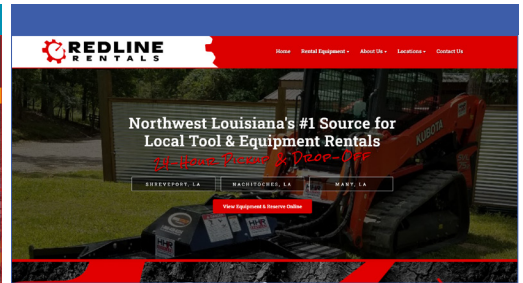 REDLINE
RENTALS
Home Rental Equipment About Us Locations Contact Us
KUBOTA
Northwest Louisiana's #1 Source for
Local Tool & Equipment Rentals
24-Hour Pickup & Drop-Off
SHREVEPORT, LA NACHITOCHES, LA MANY, LA
View Equipment & Reserve Online